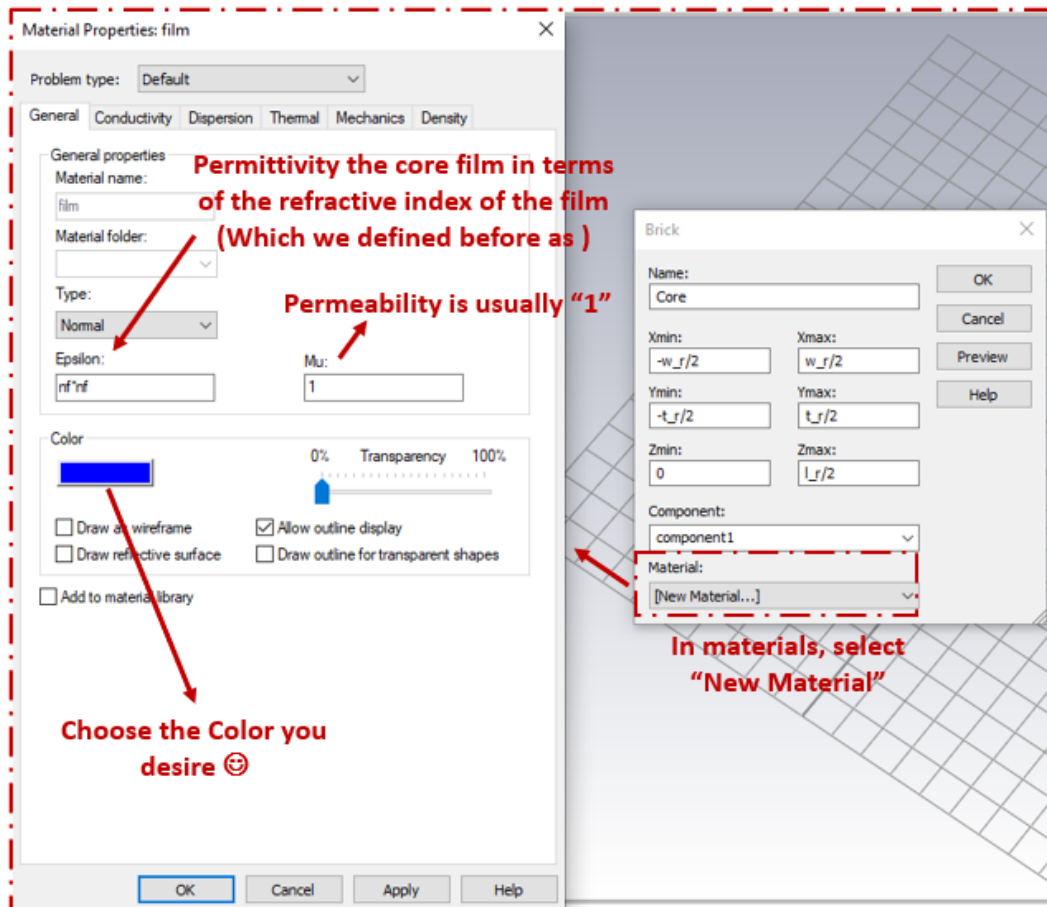 Material Properties: film
Problem type: Default
General Conductivity Dispersion Thermal Mechanics Density
General properties
Permittivity the core film in terms
of the refractive index of the film
(Which we defined before as )
Material name:
film
Material folder:
Type:
Normal
Permeability is usually “1”
Epsilon:
nf*nf
Mu:
1
Color
0% Transparency 100%
Draw as wireframe
Allow outline display
Draw reflective surface
Draw outline for transparent shapes
Add to material library
Choose the Color you
desire ☺
OK Cancel Apply Help
Brick
Name:
Core
OK
Cancel
Preview
Help
Xmin: Xmax:
-w_r/2 w_r/2
Ymin: Ymax:
-t_r/2 t_r/2
Zmin: Zmax:
0 l_r/2
Component:
component1
Material:
[New Material...]
In materials, select
“New Material”